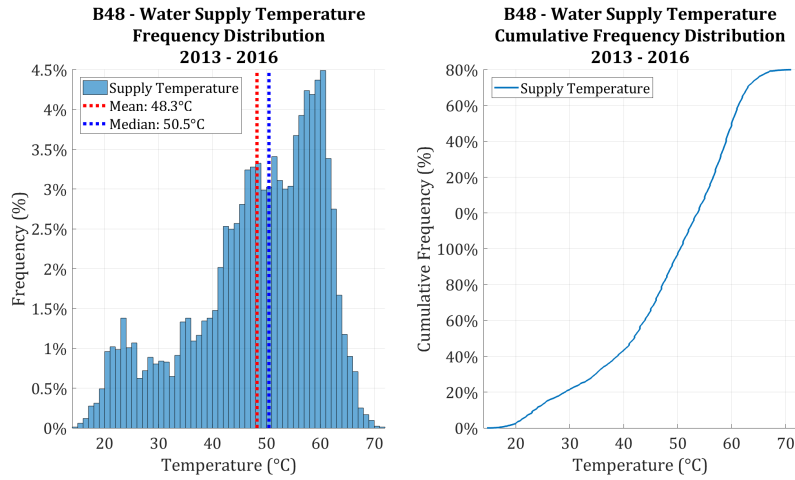 B48 - Water Supply Temperature
Frequency Distribution
2013 - 2016
4.5%
4%
3.5%
3%
2.5%
2%
1.5%
1%
0.5%
0%
Frequency (%)
Supply Temperature
Mean: 48.3°C
Median: 50.5°C
20
30
40
50
60
70
Temperature (°C)
B48 - Water Supply Temperature
Cumulative Frequency Distribution
2013 - 2016
80%
60%
40%
20%
0%
100%
80%
60%
40%
20%
0%
Cumulative Frequency (%)
Supply Temperature
20
30
40
50
60
70
Temperature (°C)